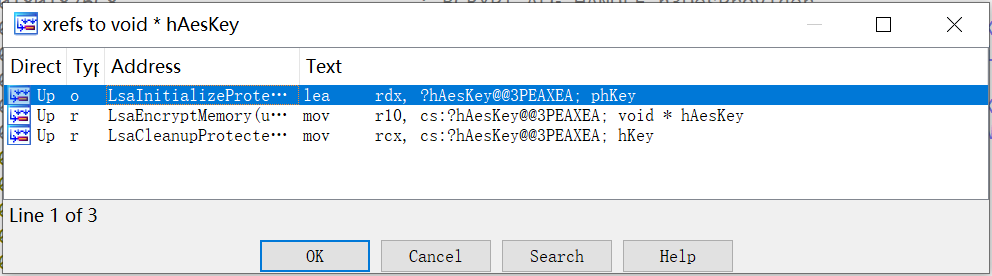 xrefs to void * hAesKey
Direct Typ Address Text
Up o LsaInitializeProte… lea rdx, ?hAesKey@@3PEAXEA; phKey
Up r LsaEncryptMemory(u… mov r10, cs:?hAesKey@@3PEAXEA; void * hAesKey
Up r LsaCleanupProtecte… mov rcx, cs:?hAesKey@@3PEAXEA; hKey
Line 1 of 3
OK Cancel Search Help